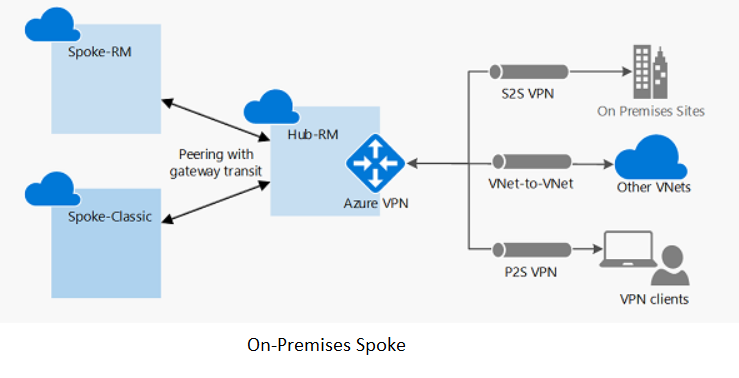 Spoke-RM
Hub-RM
Peering with
gateway transit
Spoke-Classic
Azure VPN
S2S VPN
On Premises Sites
VNet-to-VNet
Other VNets
P2S VPN
VPN clients
On-Premises Spoke